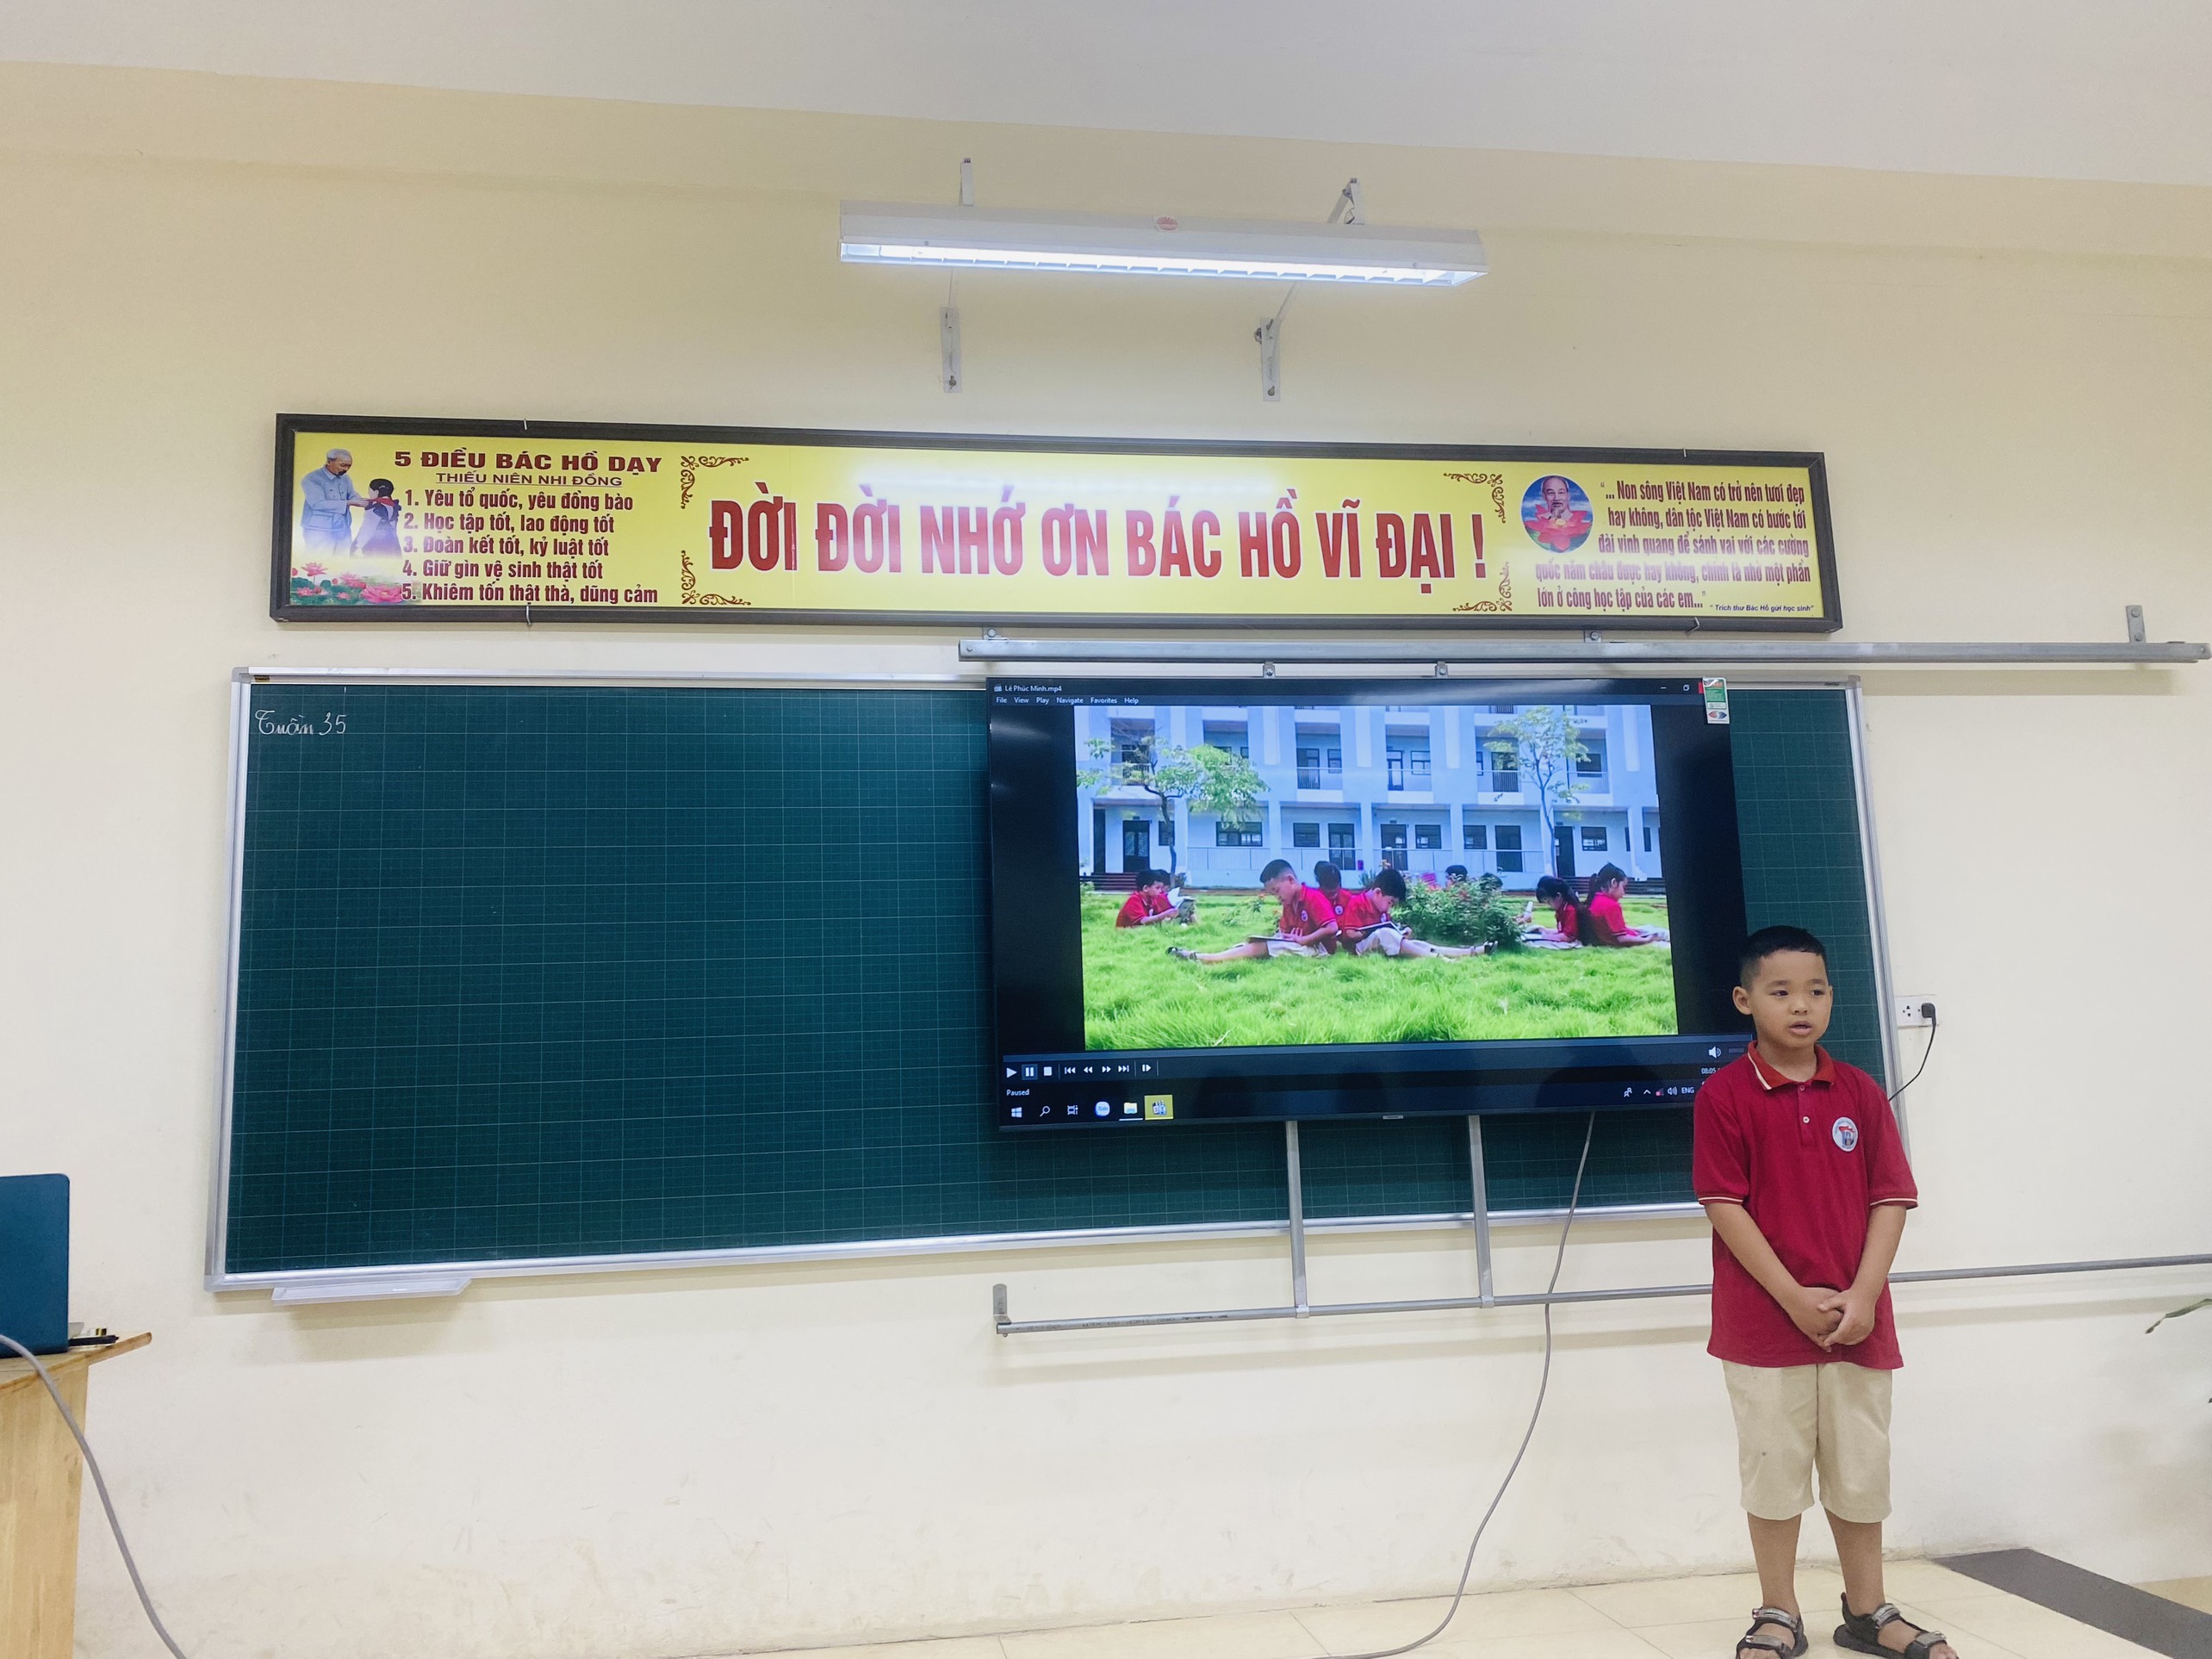 5 ĐIỀU BÁC HỒ DẠY
THIẾU NIÊN NHI ĐỒNG
1. Yêu tổ quốc, yêu đồng bào
2. Học tập tốt, lao động tốt
3. Đoàn kết tốt, kỷ luật tốt
4. Giữ gìn vệ sinh thật tốt
5. Khiêm tốn thật thà, dũng cảm
ĐỜI ĐỜI NHỚ ƠN BÁC HỒ VĨ ĐẠI !
"... Non sông Việt Nam có trở nên tươi đẹp
hay không, dân tộc Việt Nam có bước tới
đài vinh quang để sánh vai với các cường
quốc năm châu được hay không, chính là nhờ một phần
lớn ở công học tập của các em..."
"Trích thư Bác Hồ gửi học sinh"
Tuần 35
Lê Phúc Minh.mp4
File View Play Navigate Favorites Help
Paused
ENG